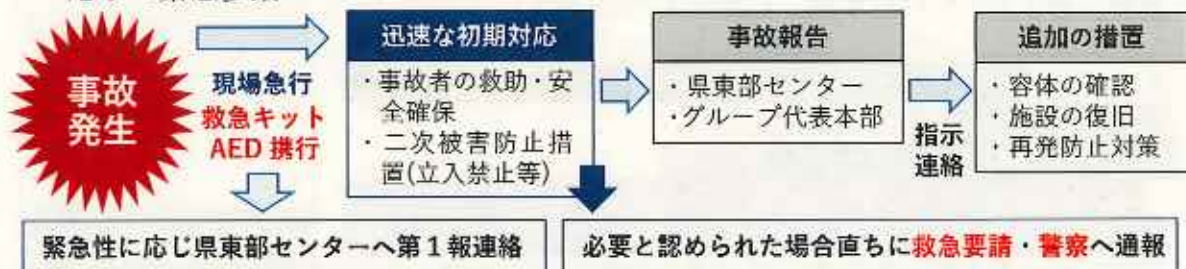 事故
発生
現場急行
救急キット
AED 携行
迅速な初期対応
・事故者の救助・安
全確保
・二次被害防止措
置(立入禁止等)
事故報告
・県東部センター
・グループ代表本部
指示
連絡
追加の措置
・容体の確認
・施設の復旧
・再発防止対策
緊急性に応じ県東部センターへ第1報連絡
必要と認められた場合直ちに救急要請・警察へ通報